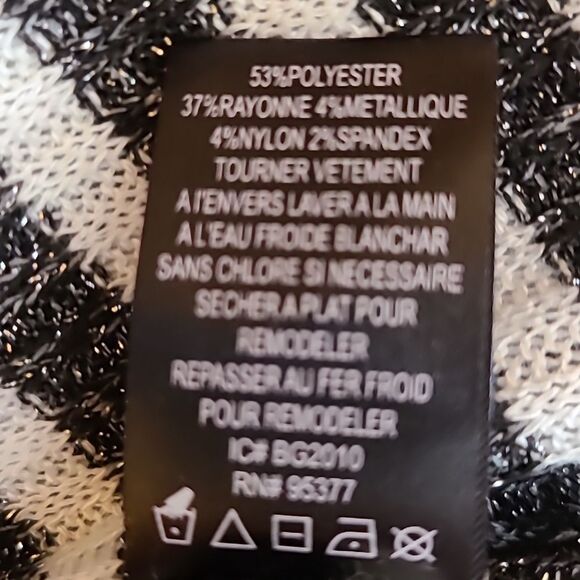 53%POLYESTER
37%RAYONNE 4%METALLIQUE
4%NYLON 2%SPANDEX
TOURNER VETEMENT
A l'ENVERS LAVER A LA MAIN
A L'EAU FROIDE BLANCHAR
SANS CHLORE SI NECESSAIRE
SECHER A PLAT POUR
REMODELER
REPASSER AU FER FROID
POUR REMODELER
IC# BG2010
RN# 95377